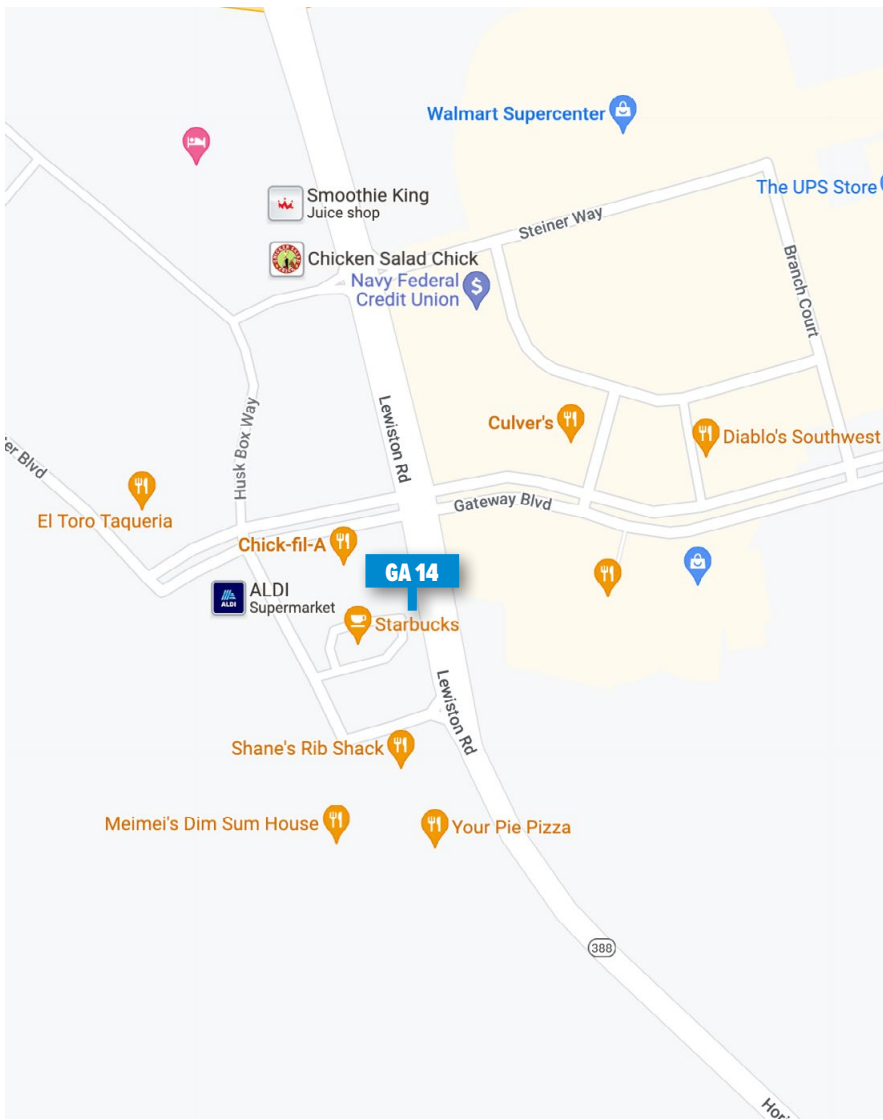 Walmart Supercenter
The UPS Store
Smoothie King
Juice shop
Steiner Way
Chicken Salad Chick
Navy Federal
Credit Union
Branch Court
Lewiston Rd
Husk Box Way
Culver's
Diablo's Southwest
er Blvd
El Toro Taqueria
Gateway Blvd
Chick-fil-A
GA 14
ALDI
ALDI
Supermarket
Starbucks
Lewiston Rd
Shane's Rib Shack
Meimei's Dim Sum House
Your Pie Pizza
388
Hori